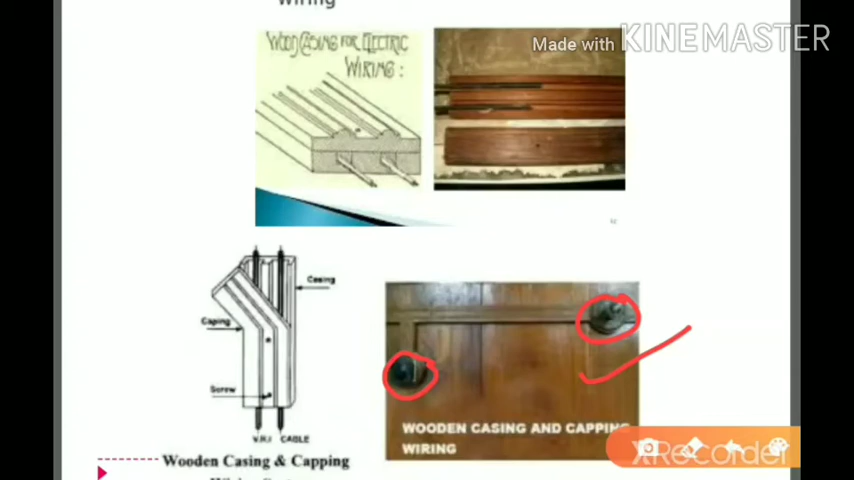 Wiring
Made with KINEMASTER
WOOD CASING FOR ELECTRIC
WIRING:
Casing
Caping
Screw
V.R.I CABLE
Wooden Casing & Capping
WOODEN CASING AND CAPPING
WIRING
XRecorder